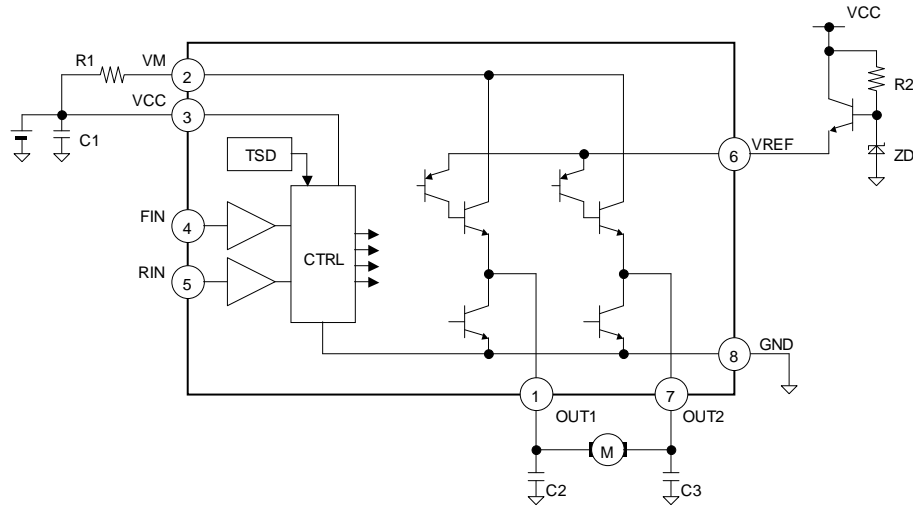 VCC
R1
VM
2
R2
VCC
3
C1
TSD
6
VREF
ZD
FIN
4
CTRL
RIN
5
8
GND
1
7
OUT1
OUT2
M
C2
C3